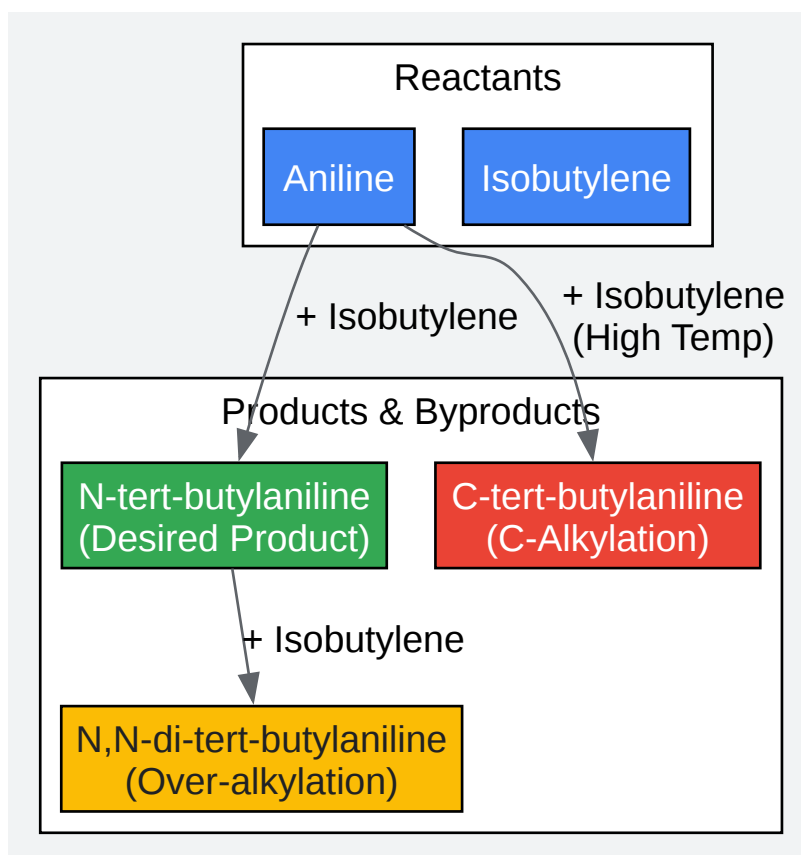 Reactants
Aniline
Isobutylene
+ Isobutylene
+ Isobutylene
(High Temp)
Products & Byproducts
N-tert-butylaniline
(Desired Product)
C-tert-butylaniline
(C-Alkylation)
+ Isobutylene
N,N-di-tert-butylaniline
(Over-alkylation)